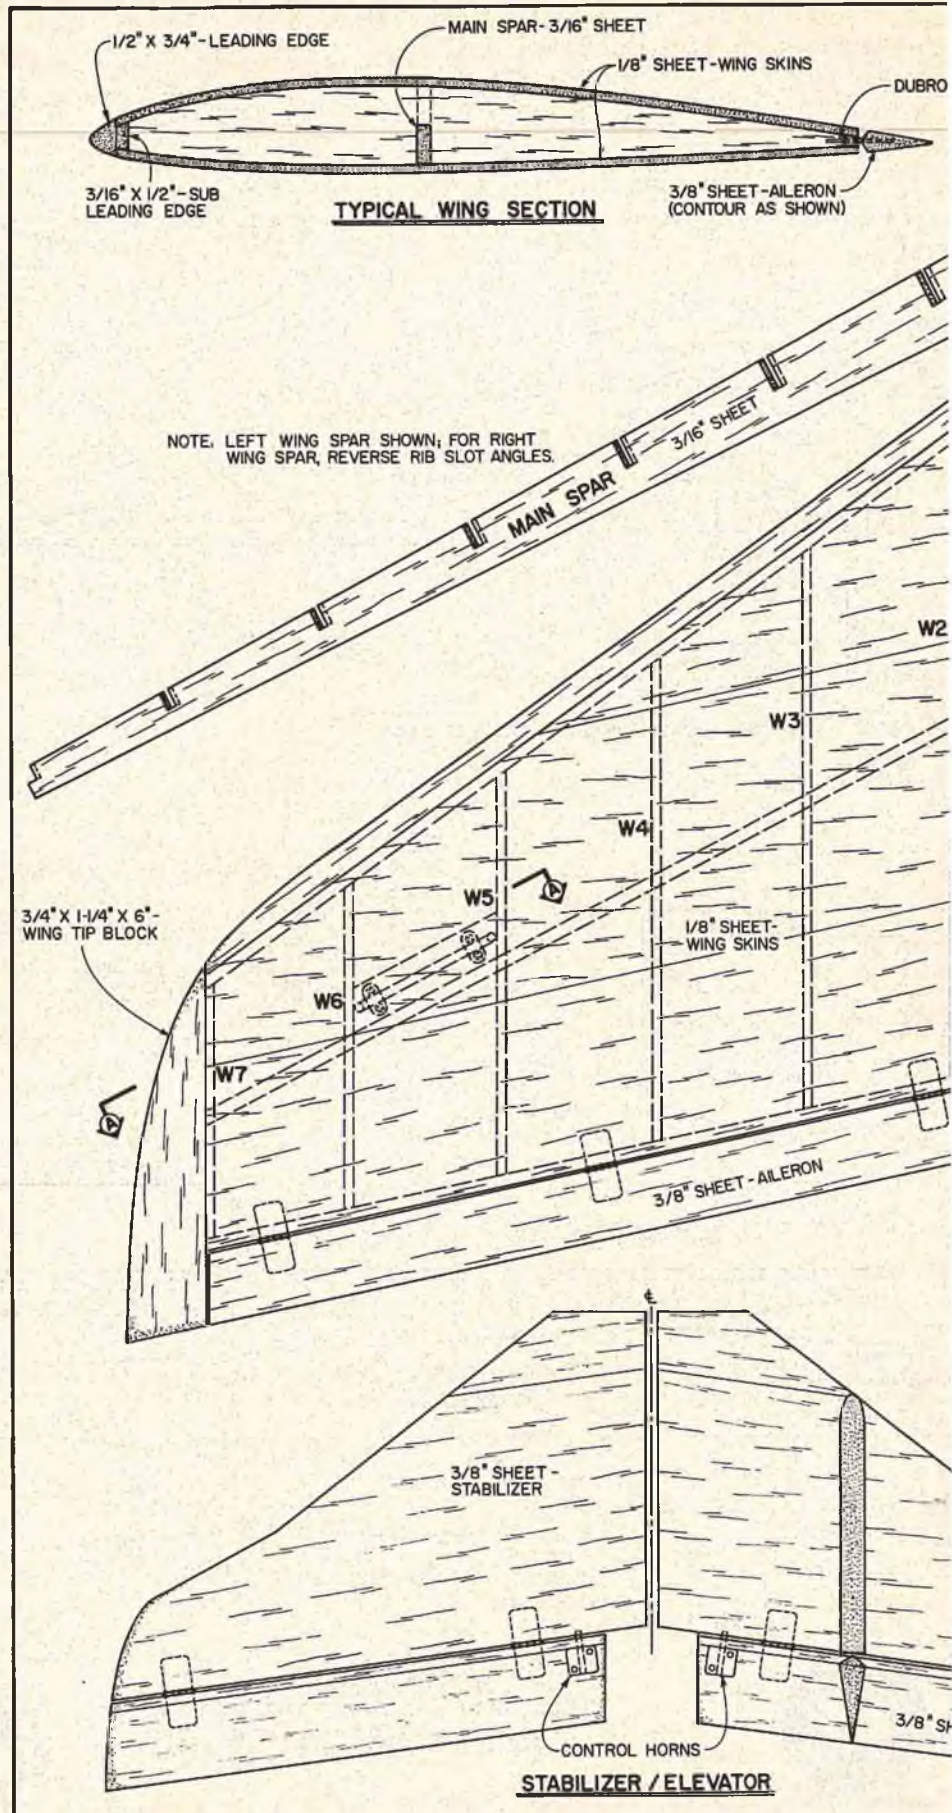 1/2" X 3/4"-LEADING EDGE
MAIN SPAR-3/16" SHEET
1/8" SHEET-WING SKINS
DUBRO
3/16" X 1/2"-SUB
LEADING EDGE
TYPICAL WING SECTION
3/8" SHEET-AILERON
(CONTOUR AS SHOWN)
NOTE: LEFT WING SPAR SHOWN; FOR RIGHT
WING SPAR, REVERSE RIB SLOT ANGLES.
MAIN SPAR
3/16" SHEET
W2
W3
W4
W5
A
3/4" X 1-1/4" X 6"-
WING TIP BLOCK
1/8" SHEET-
WING SKINS
W6
W7
A
3/8" SHEET-AILERON
℄
3/8" SHEET-
STABILIZER
3/8" SH
CONTROL HORNS
STABILIZER / ELEVATOR